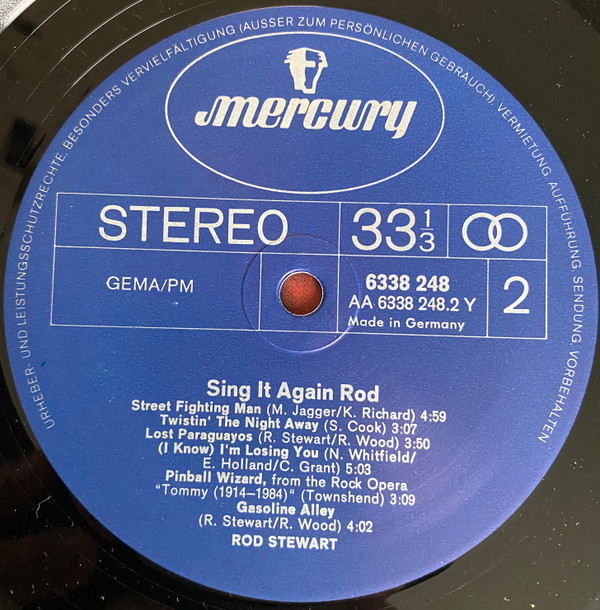 URHEBER- UND LEISTUNGSSCHUTZRECHTE, BESONDERS VERVIELFÄLTIGUNG (AUSSER ZUM PERSÖNLICHEN GEBRAUCH), VERMIETUNG, AUFFÜHRUNG, SENDUNG, VORBEHALTEN
mercury
STEREO 33 1/3
GEMA/PM
6338 248
AA 6338 248.2 Y
Made in Germany
2
Sing It Again Rod
Street Fighting Man (M. Jagger/K. Richard) 4:59
Twistin' The Night Away (S. Cook) 3:07
Lost Paraguayos (R. Stewart/R. Wood) 3:50
(I Know) I'm Losing You (N. Whitfield/
E. Holland/C. Grant) 5:03
Pinball Wizard, from the Rock Opera
"Tommy (1914–1984)" (Townshend) 3:09
Gasoline Alley
(R. Stewart/R. Wood) 4:02
ROD STEWART